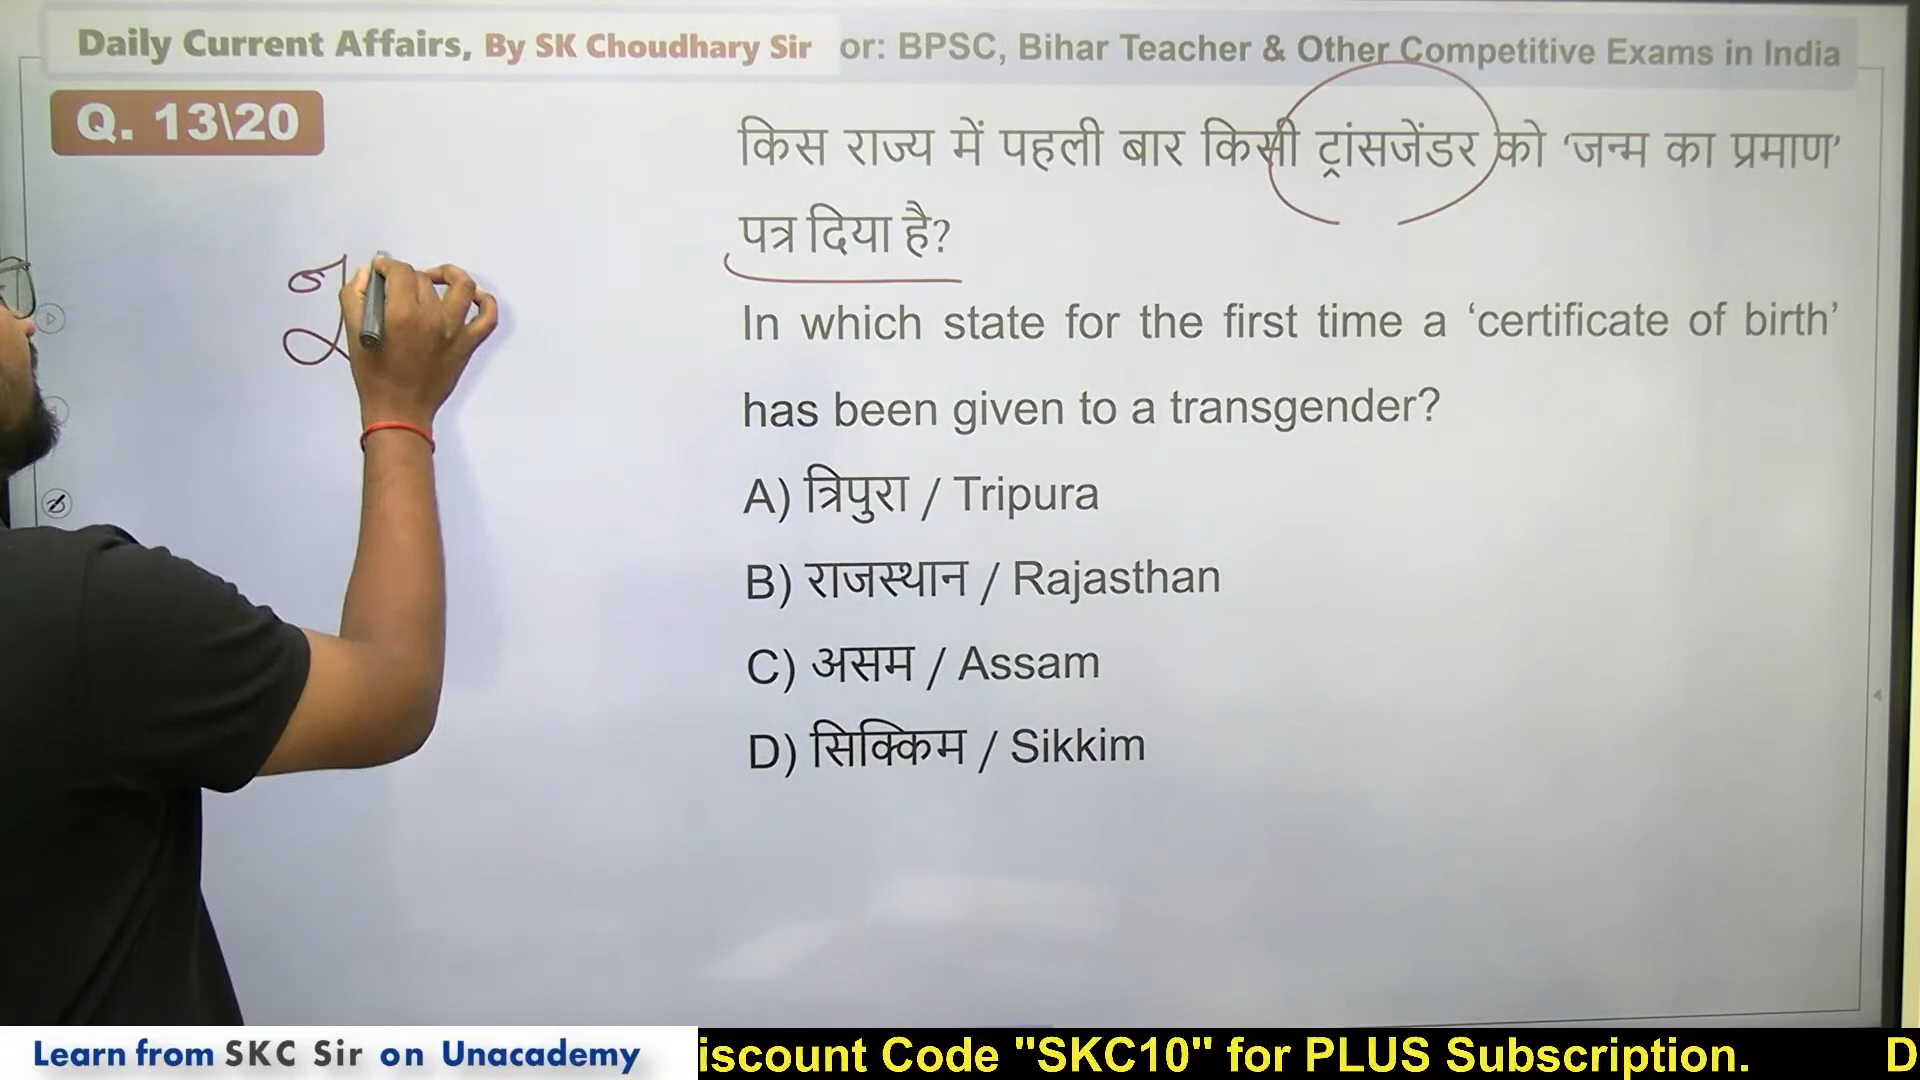 Daily Current Affairs, By SK Choudhary Sir or: BPSC, Bihar Teacher & Other Competitive Exams in India
Q. 13\20
किस राज्य में पहली बार किसी ट्रांसजेंडर को ‘जन्म का प्रमाण’
पत्र दिया है?
In which state for the first time a ‘certificate of birth’
has been given to a transgender?
A) त्रिपुरा / Tripura
B) राजस्थान / Rajasthan
C) असम / Assam
D) सिक्किम / Sikkim
Learn from SKC Sir on Unacademy
iscount Code "SKC10" for PLUS Subscription. D